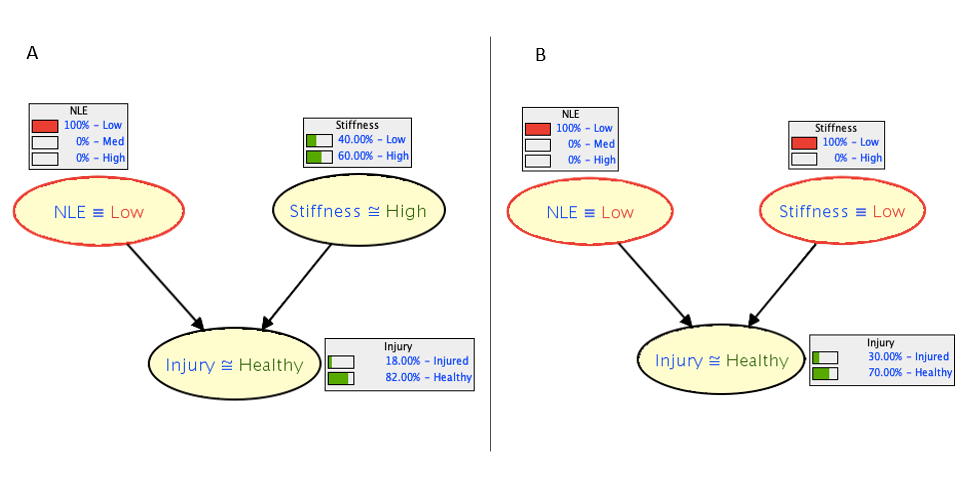 A
NLE
100% – Low
0% – Med
0% – High
Stiffness
40.00% – Low
60.00% – High
NLE ≡ Low
Stiffness ≅ High
Injury ≅ Healthy
Injury
18.00% – Injured
82.00% – Healthy
B
NLE
100% – Low
0% – Med
0% – High
Stiffness
100% – Low
0% – High
NLE ≡ Low
Stiffness ≡ Low
Injury ≅ Healthy
Injury
30.00% – Injured
70.00% – Healthy